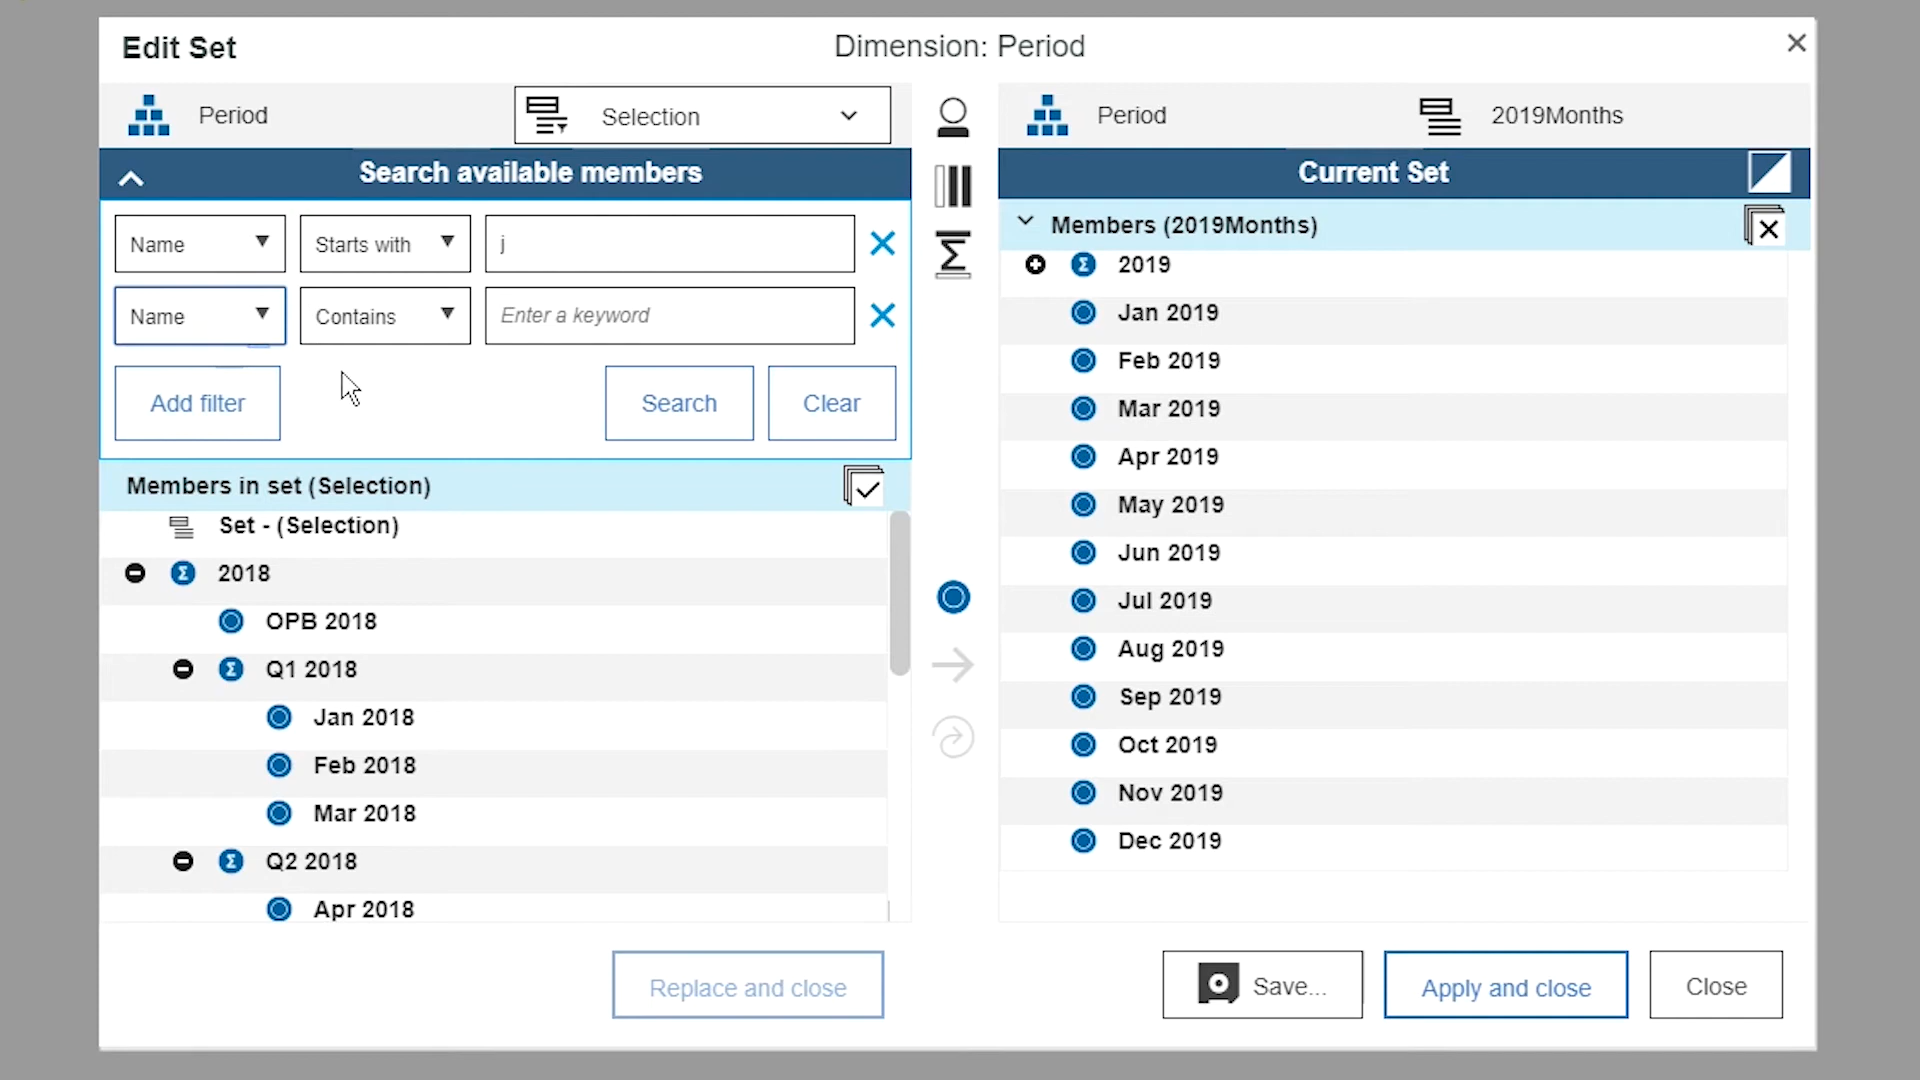 Edit Set
Dimension: Period
Period
Selection
Search available members
Name
Starts with
j
Name
Contains
Enter a keyword
Add filter
Search
Clear
Members in set (Selection)
Set - (Selection)
2018
OPB 2018
Q1 2018
Jan 2018
Feb 2018
Mar 2018
Q2 2018
Apr 2018
Replace and close
Period
2019Months
Current Set
Members (2019Months)
2019
Jan 2019
Feb 2019
Mar 2019
Apr 2019
May 2019
Jun 2019
Jul 2019
Aug 2019
Sep 2019
Oct 2019
Nov 2019
Dec 2019
Save...
Apply and close
Close